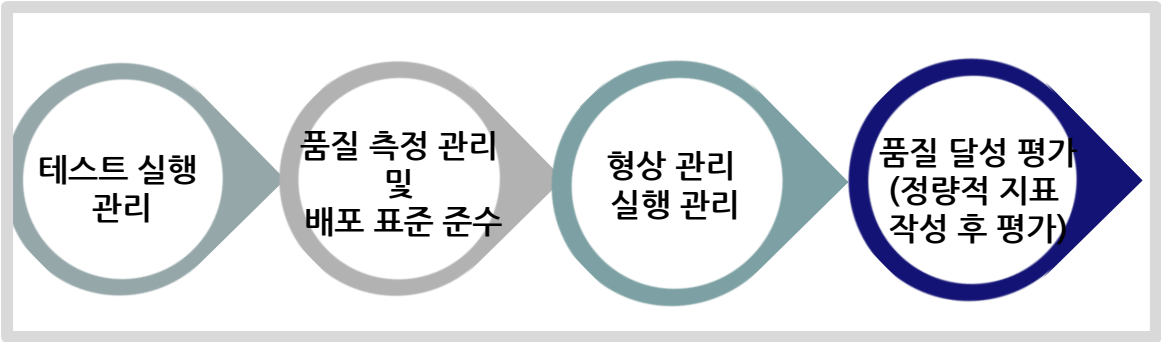 테스트 실행
관리
품질 측정 관리
및
배포 표준 준수
형상 관리
실행 관리
품질 달성 평가
(정량적 지표
작성 후 평가)